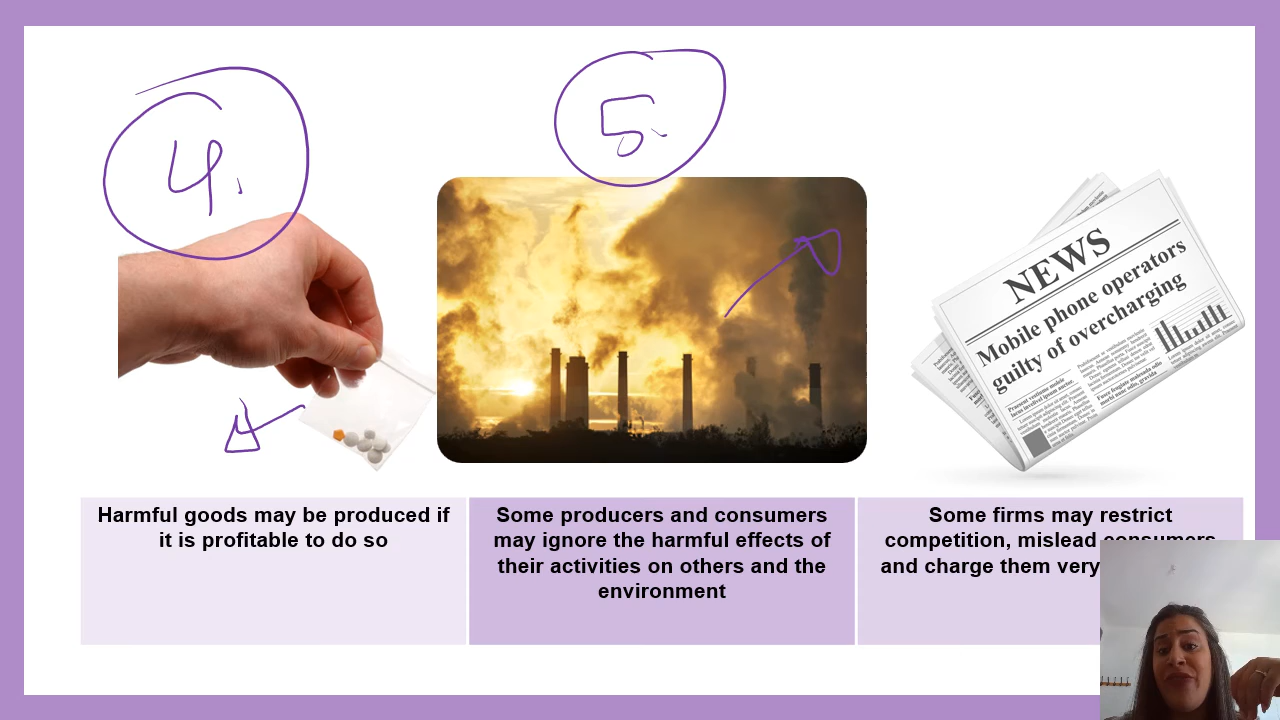 4.
5.
NEWS
Mobile phone operators
guilty of overcharging
Harmful goods may be produced if
it is profitable to do so
Some producers and consumers
may ignore the harmful effects of
their activities on others and the
environment
Some firms may restrict
competition, mislead consumers
and charge them very